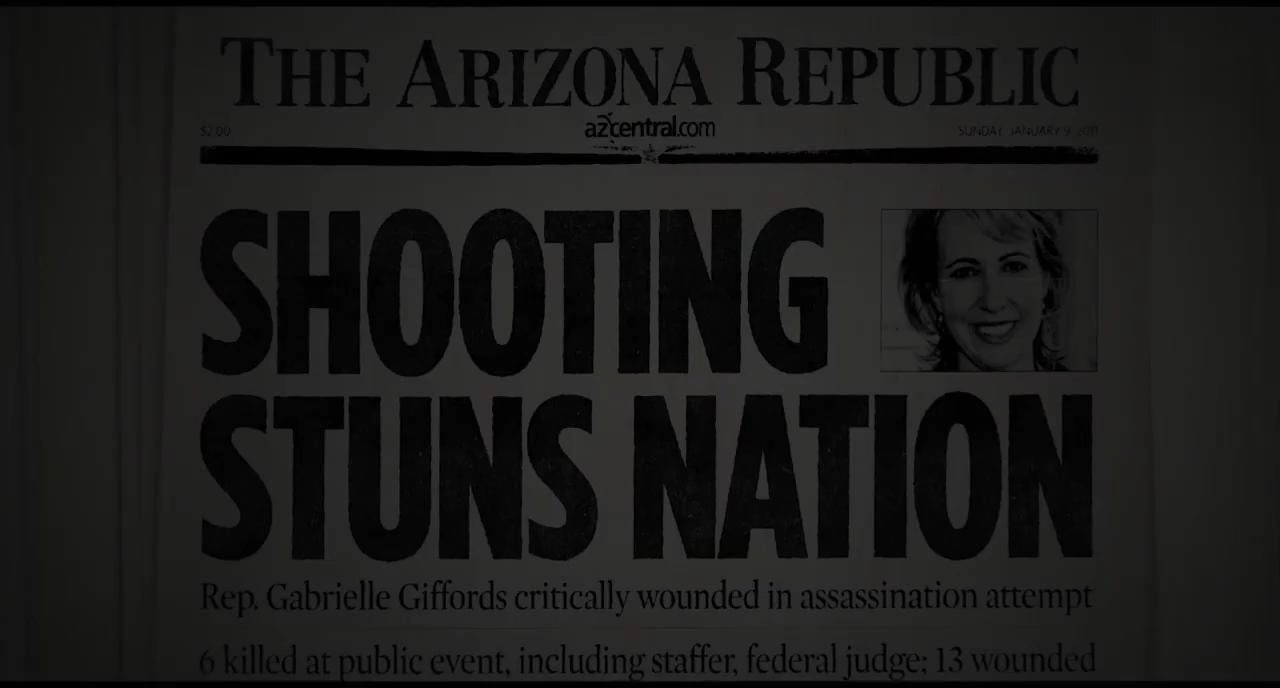 THE ARIZONA REPUBLIC
azcentral.com
$2.00 SUNDAY, JANUARY 9, 2011
SHOOTING
STUNS NATION
Rep. Gabrielle Giffords critically wounded in assassination attempt
6 killed at public event, including staffer, federal judge; 13 wounded